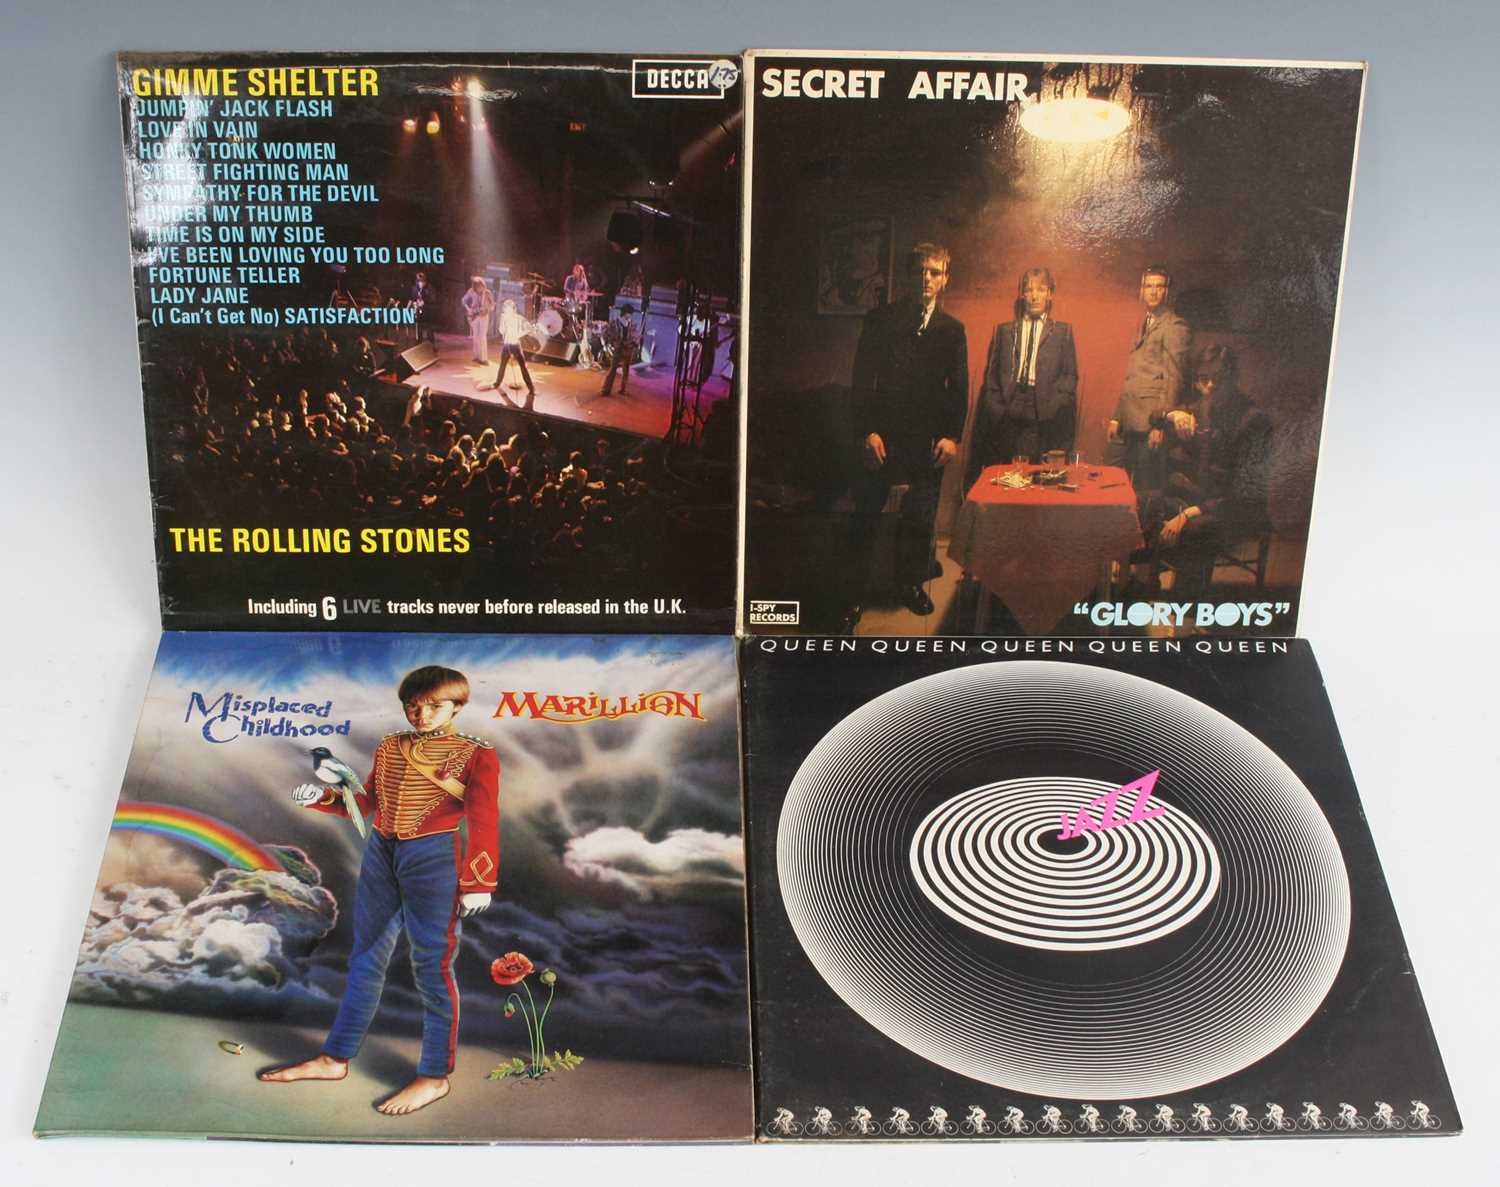 GIMME SHELTER
DECCA
1.75
JUMPIN' JACK FLASH
LOVE IN VAIN
HONKY TONK WOMEN
STREET FIGHTING MAN
SYMPATHY FOR THE DEVIL
UNDER MY THUMB
TIME IS ON MY SIDE
I'VE BEEN LOVING YOU TOO LONG
FORTUNE TELLER
LADY JANE
(I Can't Get No) SATISFACTION
THE ROLLING STONES
Including 6 LIVE tracks never before released in the U.K.
SECRET AFFAIR
I-SPY
RECORDS
"GLORY BOYS"
Misplaced
Childhood
MARILLION
QUEEN QUEEN QUEEN QUEEN QUEEN
JAZZ